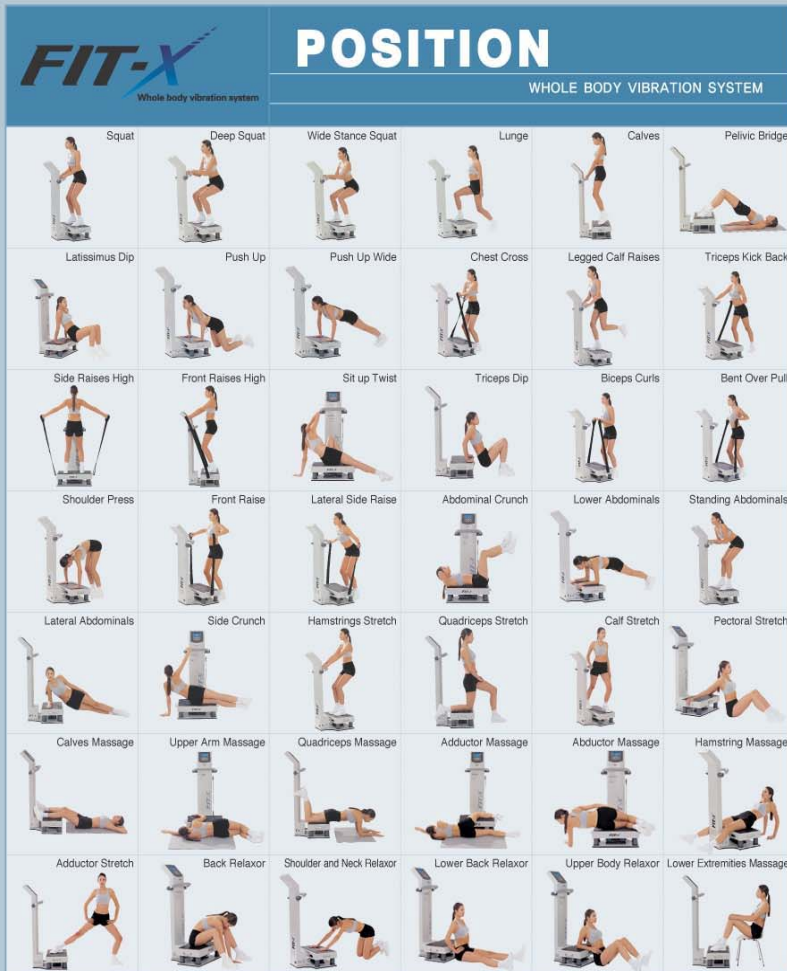 FIT-X
Whole body vibration system
POSITION
WHOLE BODY VIBRATION SYSTEM
Squat
Deep Squat
Wide Stance Squat
Lunge
Calves
Pelivic Bridge
Latissimus Dip
Push Up
Push Up Wide
Chest Cross
Legged Calf Raises
Triceps Kick Back
Side Raises High
Front Raises High
Sit up Twist
Triceps Dip
Biceps Curls
Bent Over Pull
Shoulder Press
Front Raise
Lateral Side Raise
Abdominal Crunch
Lower Abdominals
Standing Abdominals
Lateral Abdominals
Side Crunch
Hamstrings Stretch
Quadriceps Stretch
Calf Stretch
Pectoral Stretch
Calves Massage
Upper Arm Massage
Quadriceps Massage
Adductor Massage
Abductor Massage
Hamstring Massage
Adductor Stretch
Back Relaxor
Shoulder and Neck Relaxor
Lower Back Relaxor
Upper Body Relaxor
Lower Extremities Massage